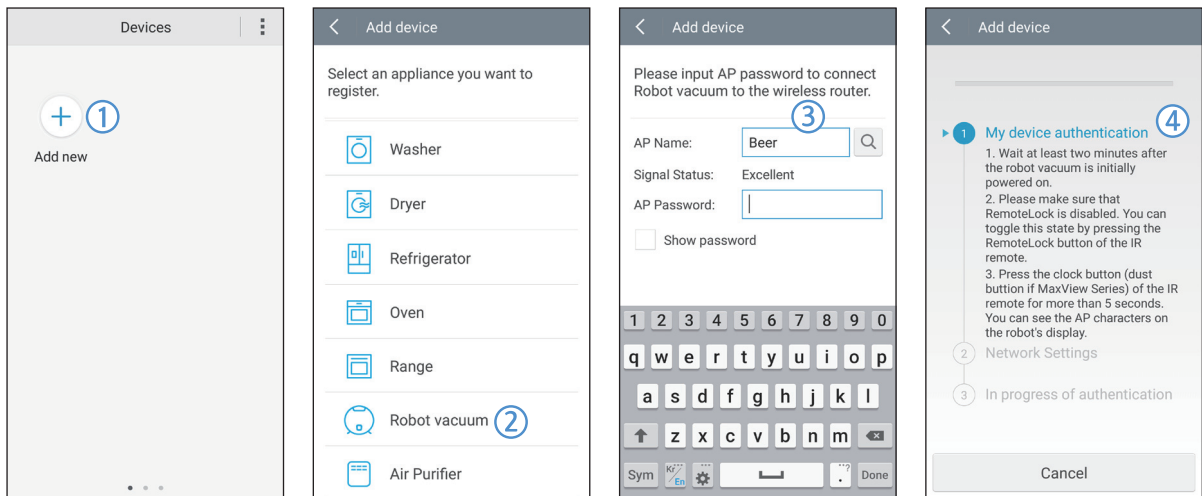 Devices
①
Add new
Add device
Select an appliance you want to
register.
Washer
Dryer
Refrigerator
Oven
Range
Robot vacuum ②
Air Purifier
Add device
Please input AP password to connect
Robot vacuum to the wireless router.
③
AP Name: Beer
Signal Status: Excellent
AP Password:
Show password
1 2 3 4 5 6 7 8 9 0
q w e r t y u i o p
a s d f g h j k l
z x c v b n m
Sym Kr/En .?  Done
Add device
④
1 My device authentication
1. Wait at least two minutes after
the robot vacuum is initially
powered on.
2. Please make sure that
RemoteLock is disabled. You can
toggle this state by pressing the
RemoteLock button of the IR
remote.
3. Press the clock button (dust
buttion if MaxView Series) of the IR
remote for more than 5 seconds.
You can see the AP characters on
the robot's display.
2 Network Settings
3 In progress of authentication
Cancel